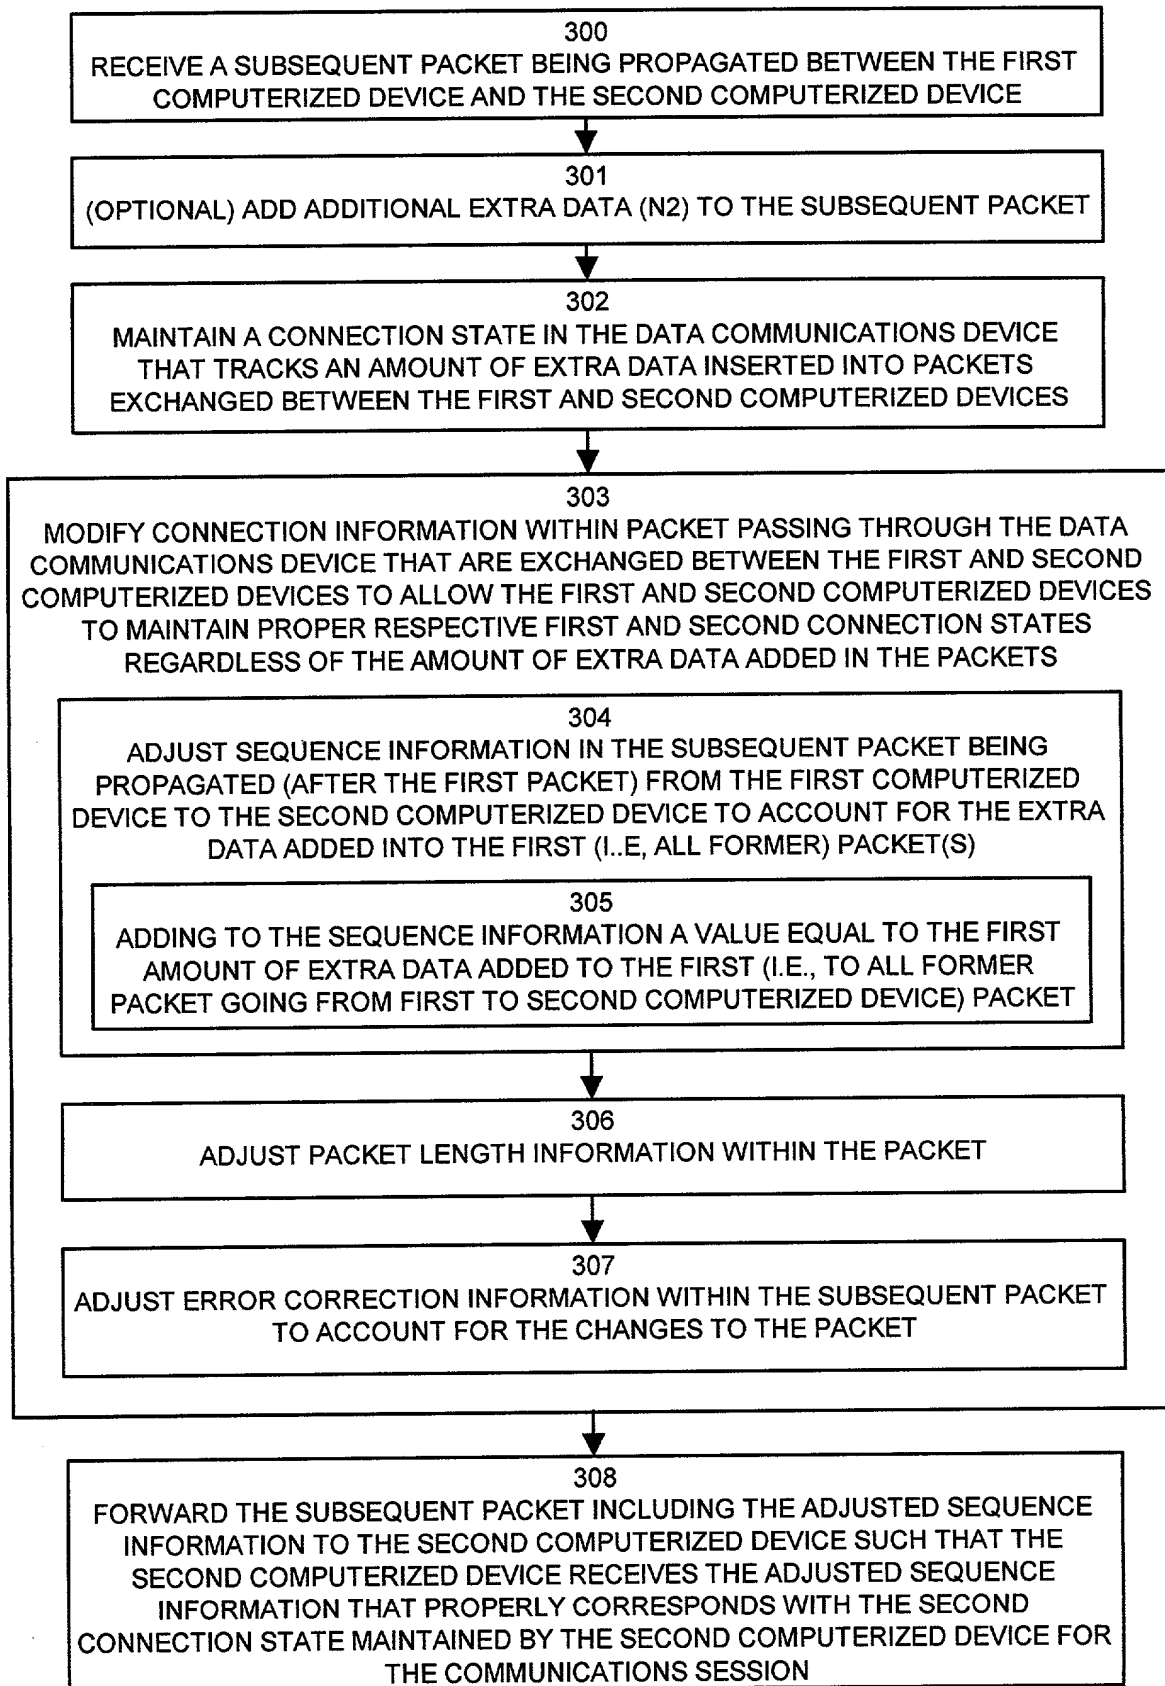 300
RECEIVE A SUBSEQUENT PACKET BEING PROPAGATED BETWEEN THE FIRST
COMPUTERIZED DEVICE AND THE SECOND COMPUTERIZED DEVICE
301
(OPTIONAL) ADD ADDITIONAL EXTRA DATA (N2) TO THE SUBSEQUENT PACKET
302
MAINTAIN A CONNECTION STATE IN THE DATA COMMUNICATIONS DEVICE
THAT TRACKS AN AMOUNT OF EXTRA DATA INSERTED INTO PACKETS
EXCHANGED BETWEEN THE FIRST AND SECOND COMPUTERIZED DEVICES
303
MODIFY CONNECTION INFORMATION WITHIN PACKET PASSING THROUGH THE DATA
COMMUNICATIONS DEVICE THAT ARE EXCHANGED BETWEEN THE FIRST AND SECOND
COMPUTERIZED DEVICES TO ALLOW THE FIRST AND SECOND COMPUTERIZED DEVICES
TO MAINTAIN PROPER RESPECTIVE FIRST AND SECOND CONNECTION STATES
REGARDLESS OF THE AMOUNT OF EXTRA DATA ADDED IN THE PACKETS
304
ADJUST SEQUENCE INFORMATION IN THE SUBSEQUENT PACKET BEING
PROPAGATED (AFTER THE FIRST PACKET) FROM THE FIRST COMPUTERIZED
DEVICE TO THE SECOND COMPUTERIZED DEVICE TO ACCOUNT FOR THE EXTRA
DATA ADDED INTO THE FIRST (I..E, ALL FORMER) PACKET(S)
305
ADDING TO THE SEQUENCE INFORMATION A VALUE EQUAL TO THE FIRST
AMOUNT OF EXTRA DATA ADDED TO THE FIRST (I.E., TO ALL FORMER
PACKET GOING FROM FIRST TO SECOND COMPUTERIZED DEVICE) PACKET
306
ADJUST PACKET LENGTH INFORMATION WITHIN THE PACKET
307
ADJUST ERROR CORRECTION INFORMATION WITHIN THE SUBSEQUENT PACKET
TO ACCOUNT FOR THE CHANGES TO THE PACKET
308
FORWARD THE SUBSEQUENT PACKET INCLUDING THE ADJUSTED SEQUENCE
INFORMATION TO THE SECOND COMPUTERIZED DEVICE SUCH THAT THE
SECOND COMPUTERIZED DEVICE RECEIVES THE ADJUSTED SEQUENCE
INFORMATION THAT PROPERLY CORRESPONDS WITH THE SECOND
CONNECTION STATE MAINTAINED BY THE SECOND COMPUTERIZED DEVICE FOR
THE COMMUNICATIONS SESSION